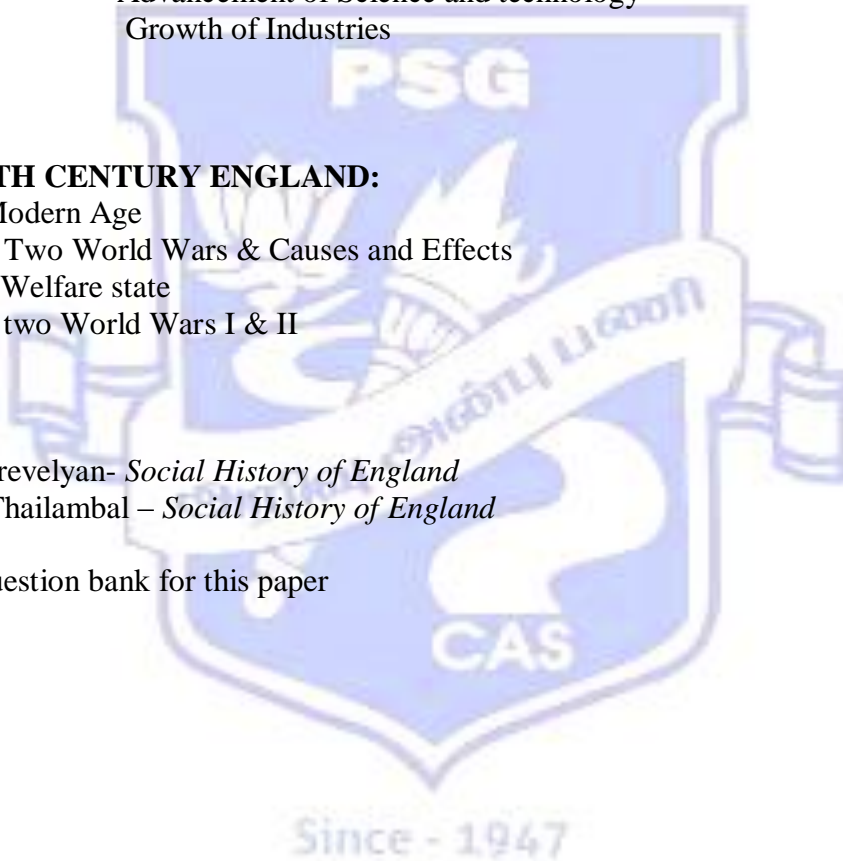 Advancement of Science and technology
Growth of Industries
PSG
TH CENTURY ENGLAND:
Modern Age
Two World Wars & Causes and Effects
Welfare state
two World Wars I & II
அன்பு பணி
revelyan- Social History of England
Thailambal – Social History of England
uestion bank for this paper
CAS
Since - 1947